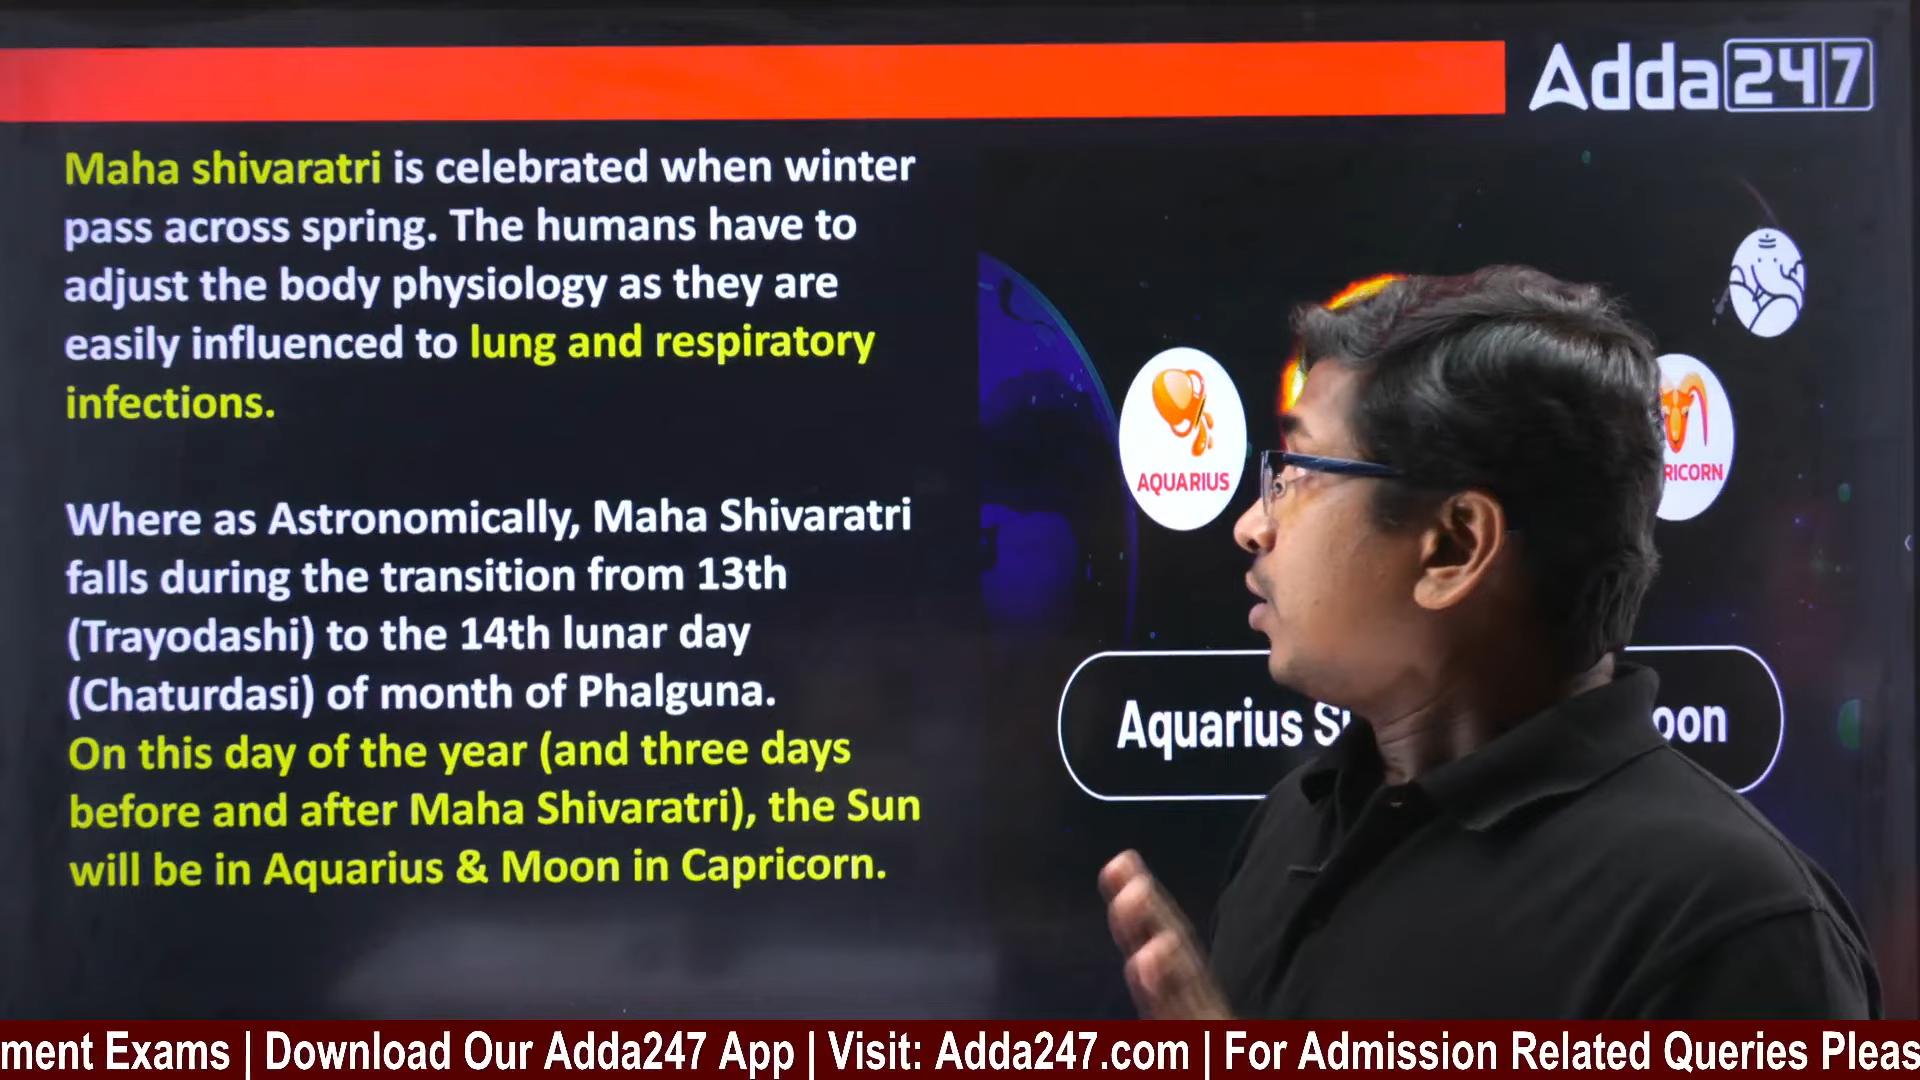 Adda247
Maha shivaratri is celebrated when winter
pass across spring. The humans have to
adjust the body physiology as they are
easily influenced to lung and respiratory
infections.
Where as Astronomically, Maha Shivaratri
falls during the transition from 13th
(Trayodashi) to the 14th lunar day
(Chaturdasi) of month of Phalguna.
On this day of the year (and three days
before and after Maha Shivaratri), the Sun
will be in Aquarius & Moon in Capricorn.
AQUARIUS
RICORN
Aquarius S oon
ment Exams | Download Our Adda247 App | Visit: Adda247.com | For Admission Related Queries Pleas